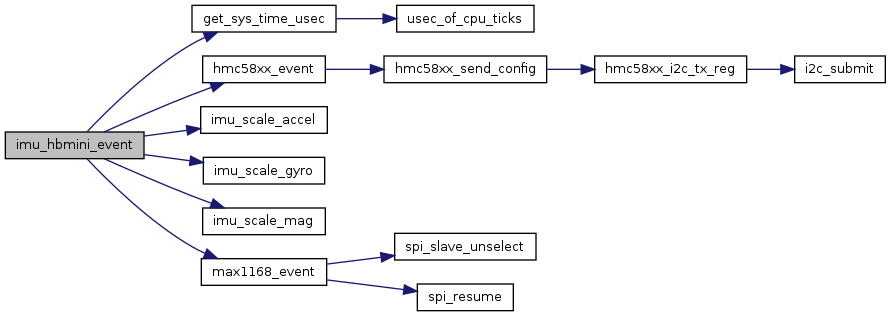 get_sys_time_usec
usec_of_cpu_ticks
hmc58xx_event
hmc58xx_send_config
hmc58xx_i2c_tx_reg
i2c_submit
imu_scale_accel
imu_hbmini_event
imu_scale_gyro
imu_scale_mag
spi_slave_unselect
max1168_event
spi_resume